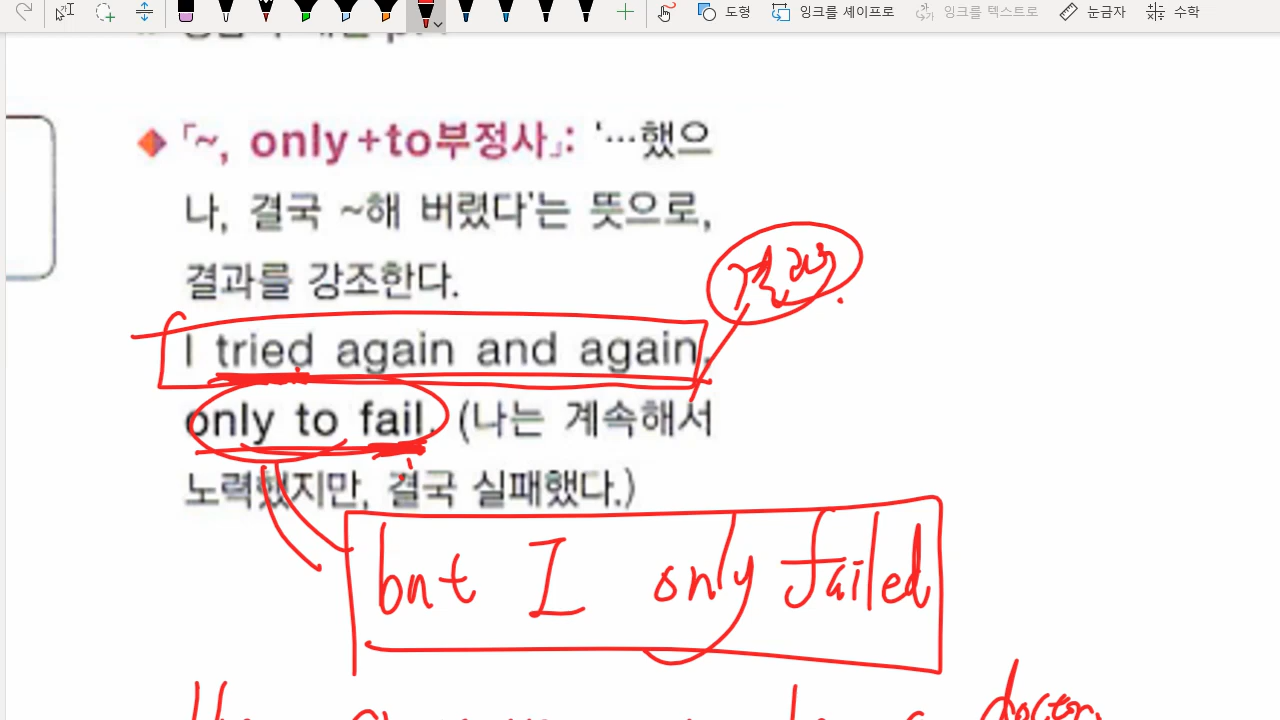 도형 잉크를 셰이프로 잉크를 텍스트로 눈금자 수학
「~, only+to부정사」: '…했으
나, 결국 ~해 버렸다'는 뜻으로,
결과를 강조한다.
결과
I tried again and again,
only to fail. (나는 계속해서
노력했지만, 결국 실패했다.)
but I only failed
doctor